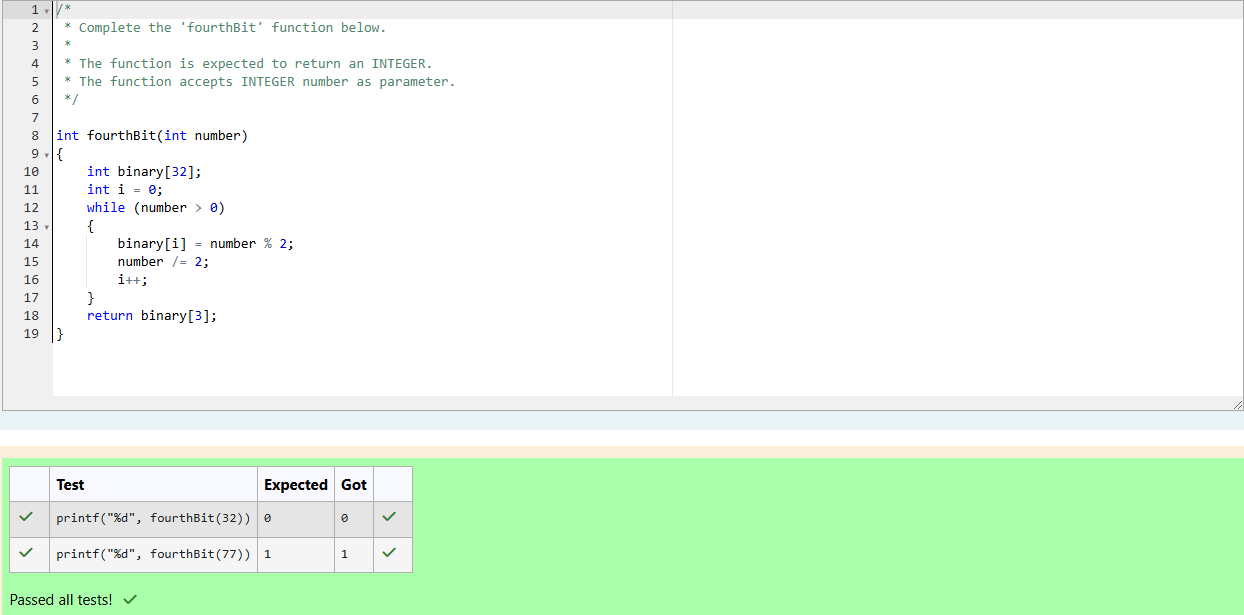 1 /*
2  * Complete the 'fourthBit' function below.
3  *
4  * The function is expected to return an INTEGER.
5  * The function accepts INTEGER number as parameter.
6  */
7
8 int fourthBit(int number)
9 {
10     int binary[32];
11     int i = 0;
12     while (number > 0)
13     {
14         binary[i] = number % 2;
15         number /= 2;
16         i++;
17     }
18     return binary[3];
19 }
Test Expected Got
printf("%d", fourthBit(32)) 0 0
printf("%d", fourthBit(77)) 1 1
Passed all tests!